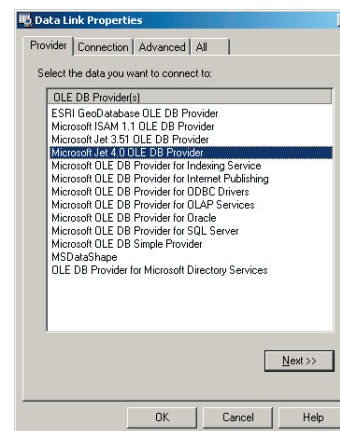 Data Link Properties
Provider Connection Advanced All
Select the data you want to connect to:
OLE DB Provider(s)
ESRI GeoDatabase OLE DB Provider
Microsoft ISAM 1.1 OLE DB Provider
Microsoft Jet 3.51 OLE DB Provider
Microsoft Jet 4.0 OLE DB Provider
Microsoft OLE DB Provider for Indexing Service
Microsoft OLE DB Provider for Internet Publishing
Microsoft OLE DB Provider for ODBC Drivers
Microsoft OLE DB Provider for OLAP Services
Microsoft OLE DB Provider for Oracle
Microsoft OLE DB Provider for SQL Server
Microsoft OLE DB Simple Provider
MSDataShape
OLE DB Provider for Microsoft Directory Services
Next >>
OK Cancel Help